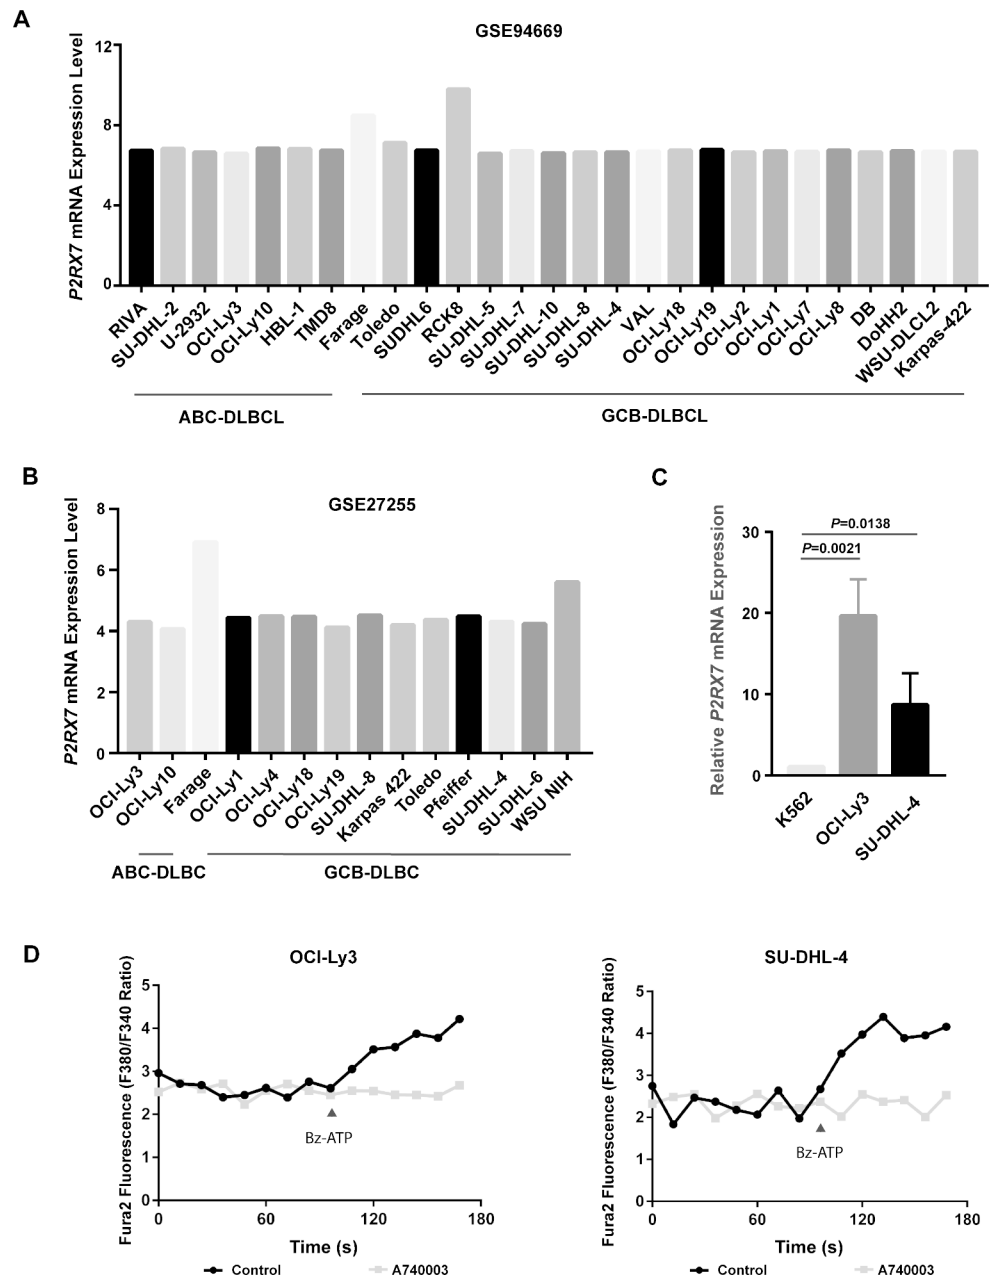 A
GSE94669
P2RX7 mRNA Expression Level
12
8
4
0
RIVA
SU-DHL-2
U-2932
OCI-Ly3
OCI-Ly10
HBL-1
TMD8
Farage
Toledo
SUDHL6
RCK8
SU-DHL-5
SU-DHL-7
SU-DHL-10
SU-DHL-8
SU-DHL-4
VAL
OCI-Ly18
OCI-Ly19
OCI-Ly2
OCI-Ly1
OCI-Ly7
OCI-Ly8
DB
DoHH2
WSU-DLCL2
Karpas-422
ABC-DLBCL
GCB-DLBCL
B
GSE27255
P2RX7 mRNA Expression Level
8
6
4
2
0
OCI-Ly3
OCI-Ly10
Farage
OCI-Ly1
OCI-Ly4
OCI-Ly18
OCI-Ly19
SU-DHL-8
Karpas 422
Toledo
Pfeiffer
SU-DHL-4
SU-DHL-6
WSU NIH
ABC-DLBC
GCB-DLBC
C
Relative P2RX7 mRNA Expression
30
20
10
0
P=0.0138
P=0.0021
K562
OCI-Ly3
SU-DHL-4
D
OCI-Ly3
Fura2 Fluorescence (F380/F340 Ratio)
5
4
3
2
1
0
Bz-ATP
0
60
120
180
Time (s)
Control
A740003
SU-DHL-4
Fura2 Fluorescence (F380/F340 Ratio)
5
4
3
2
1
0
Bz-ATP
0
60
120
180
Time (s)
Control
A740003